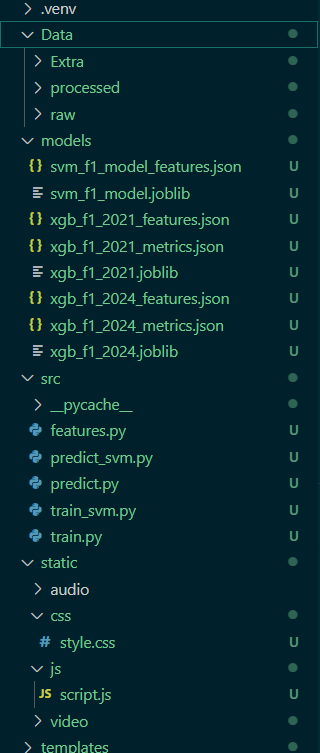 .venv
Data
Extra
processed
raw
models
{} svm_f1_model_features.json U
svm_f1_model.joblib U
{} xgb_f1_2021_features.json U
{} xgb_f1_2021_metrics.json U
xgb_f1_2021.joblib U
{} xgb_f1_2024_features.json U
{} xgb_f1_2024_metrics.json U
xgb_f1_2024.joblib U
src
__pycache__
features.py U
predict_svm.py U
predict.py U
train_svm.py U
train.py U
static
audio
css
# style.css U
js
JS script.js U
video
templates